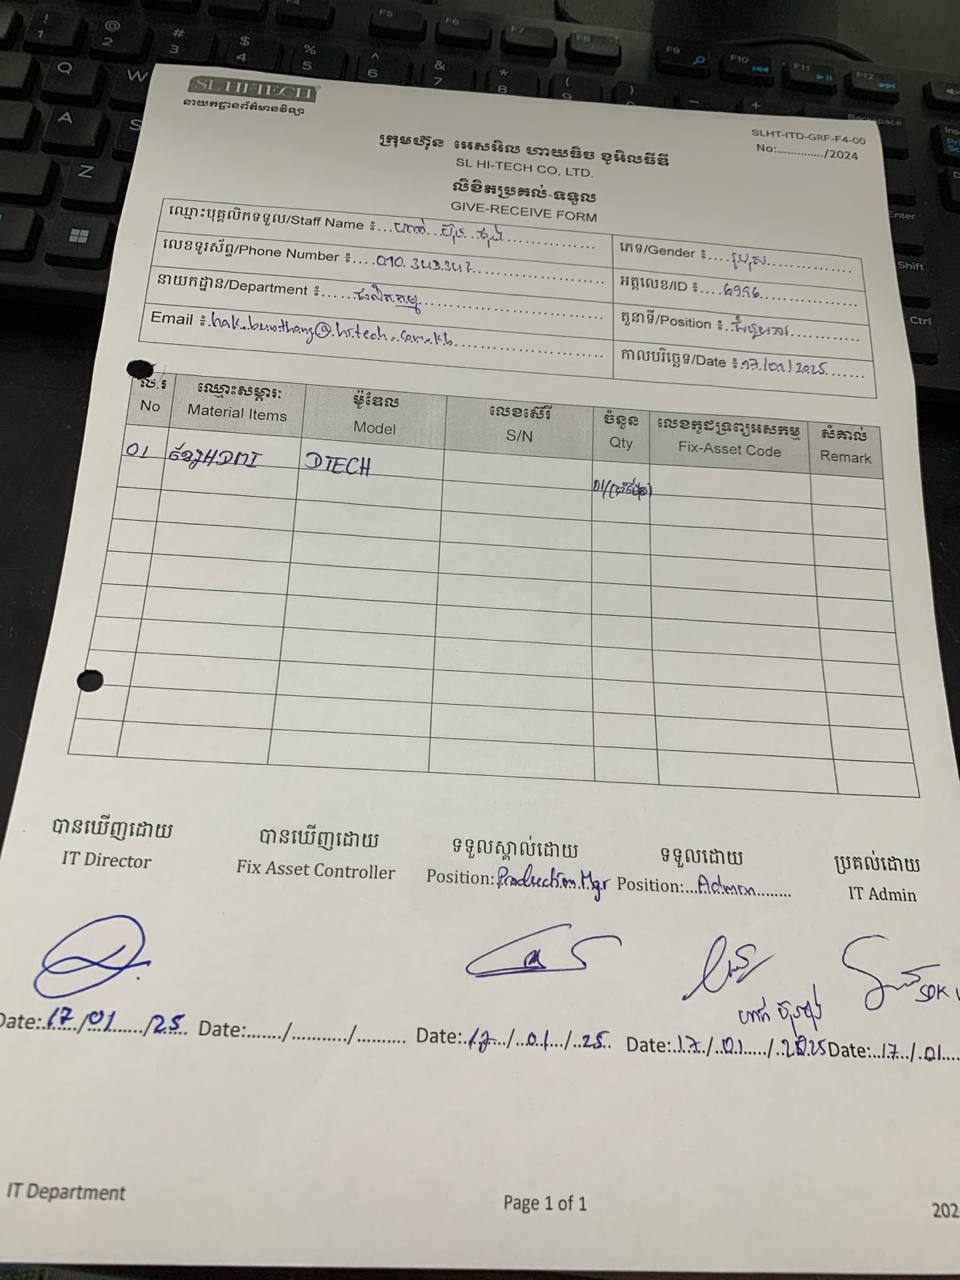 SL HI-TECH
នាយកដ្ឋានព័ត៌មានវិទ្យា
SLHT-ITD-GRF-F4-00
No:............../2024
ក្រុមហ៊ុន អេសអិល ហាយធិច ខូអិលធីឌី
SL HI-TECH CO, LTD.
លិខិតប្រគល់-ទទួល
GIVE-RECEIVE FORM
ឈ្មោះបុគ្គលិកទទួល/Staff Name ៖ ហាក់ ប៊ុនថុង
ភេទ/Gender ៖ ប្រុស
លេខទូរស័ព្ទ/Phone Number ៖ 010. 343.347
អត្តលេខ/ID ៖
នាយកដ្ឋាន/Department ៖ ផលិតកម្ម
តួនាទី/Position ៖
Email ៖ hak.bunthong@hitech.com.kh
កាលបរិច្ឆេទ/Date ៖ 17/01/2025
ល.រ ឈ្មោះសម្ភារៈ ម៉ូឌែល លេខស៊េរី ចំនួន លេខកូដទ្រព្យអសកម្ម សំគាល់
No Material Items Model S/N Qty Fix-Asset Code Remark
01 ខ្សែHDMI DTECH 01
បានឃើញដោយ បានឃើញដោយ ទទួលស្គាល់ដោយ ទទួលដោយ ប្រគល់ដោយ
IT Director Fix Asset Controller Position: Production Mgr Position: Admin IT Admin
ហាក់ ប៊ុនថុង
Date: 17/01/25 Date:......./.........../.......... Date: 17/01/25 Date: 17/01/2025 Date: 17/01
IT Department Page 1 of 1 202